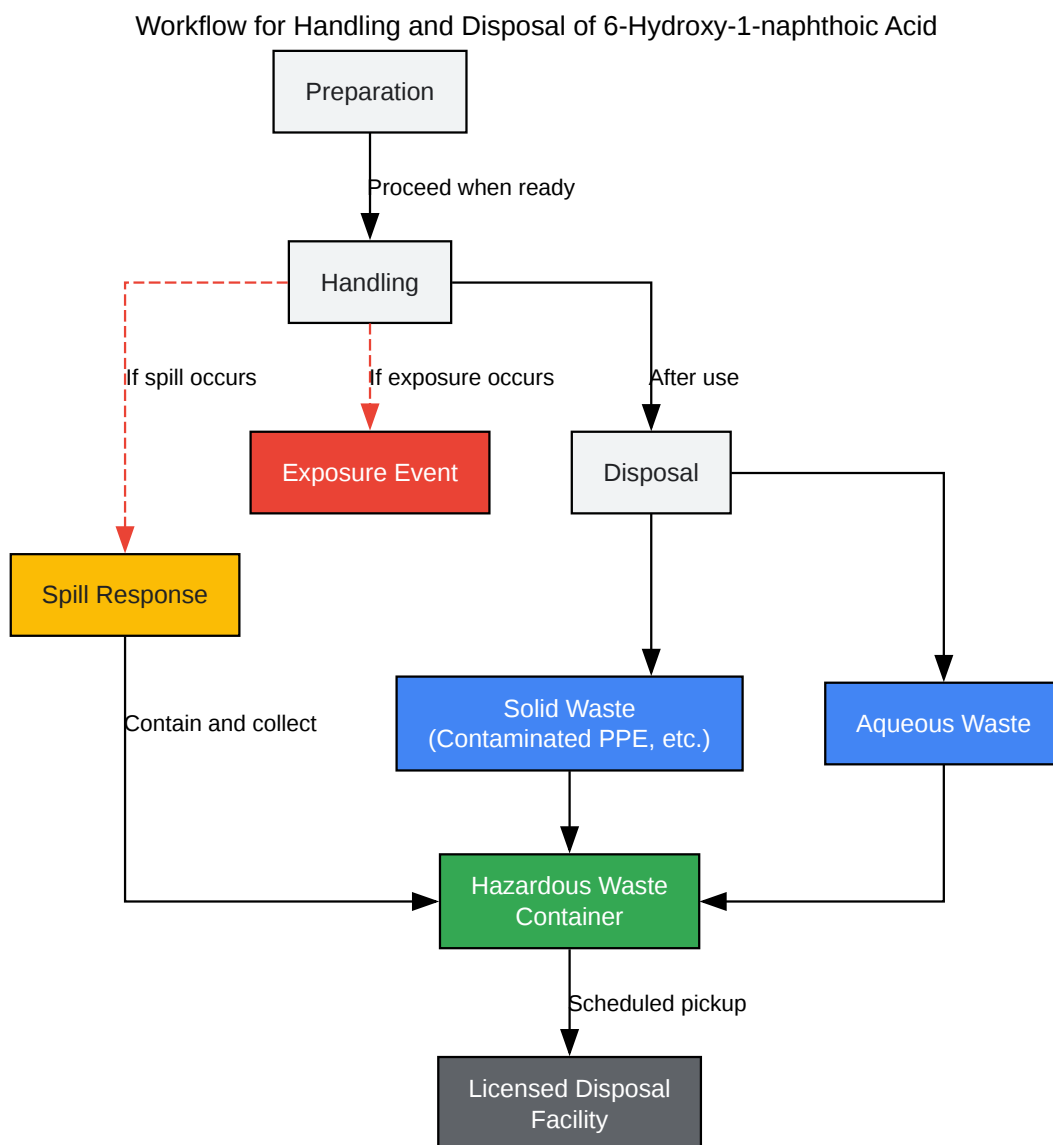 Workflow for Handling and Disposal of 6-Hydroxy-1-naphthoic Acid
Preparation
Proceed when ready
Handling
If spill occurs
If exposure occurs
After use
Exposure Event
Disposal
Spill Response
Contain and collect
Solid Waste
(Contaminated PPE, etc.)
Aqueous Waste
Hazardous Waste
Container
Scheduled pickup
Licensed Disposal
Facility